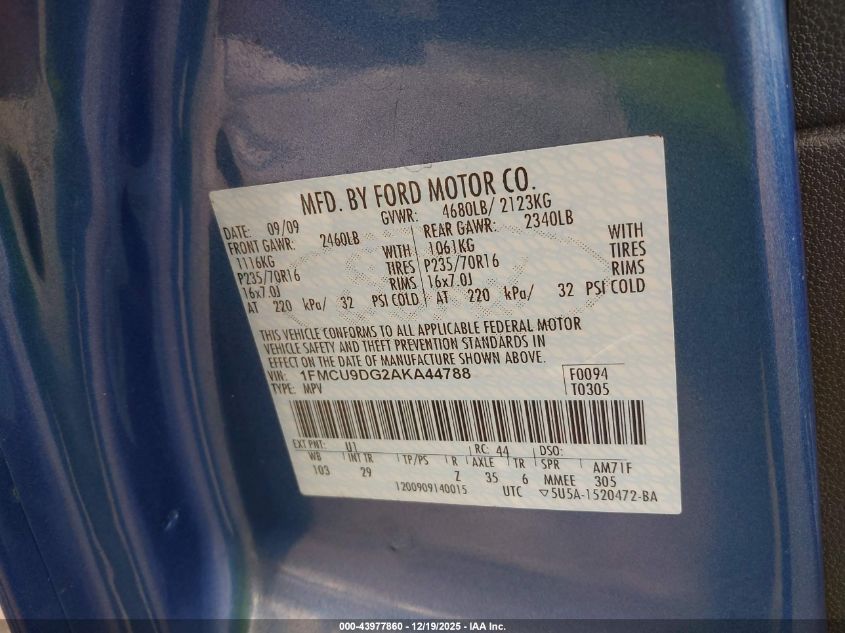 MFD. BY FORD MOTOR CO.
DATE: 09/09 GVWR: 4680LB/ 2123KG
FRONT GAWR: 2460LB REAR GAWR: 2340LB
1116KG WITH 1061KG WITH
P235/70R16 TIRES P235/70R16 TIRES
16x7.0J RIMS 16x7.0J RIMS
AT 220 kPa/ 32 PSI COLD AT 220 kPa/ 32 PSI COLD
THIS VEHICLE CONFORMS TO ALL APPLICABLE FEDERAL MOTOR
VEHICLE SAFETY AND THEFT PREVENTION STANDARDS IN
EFFECT ON THE DATE OF MANUFACTURE SHOWN ABOVE.
VIN: 1FMCU9DG2AKA44788 F0094
TYPE: MPV T0305
EXT PNT: U1 RC: 44 DSO:
WB INT TR TP/PS R AXLE TR SPR AM71F
103 29 Z 35 6 MMEE 305
1200909140015 UTC ▽5U5A-1520472-BA
000-43977860 - 12/19/2025 - IAA Inc.